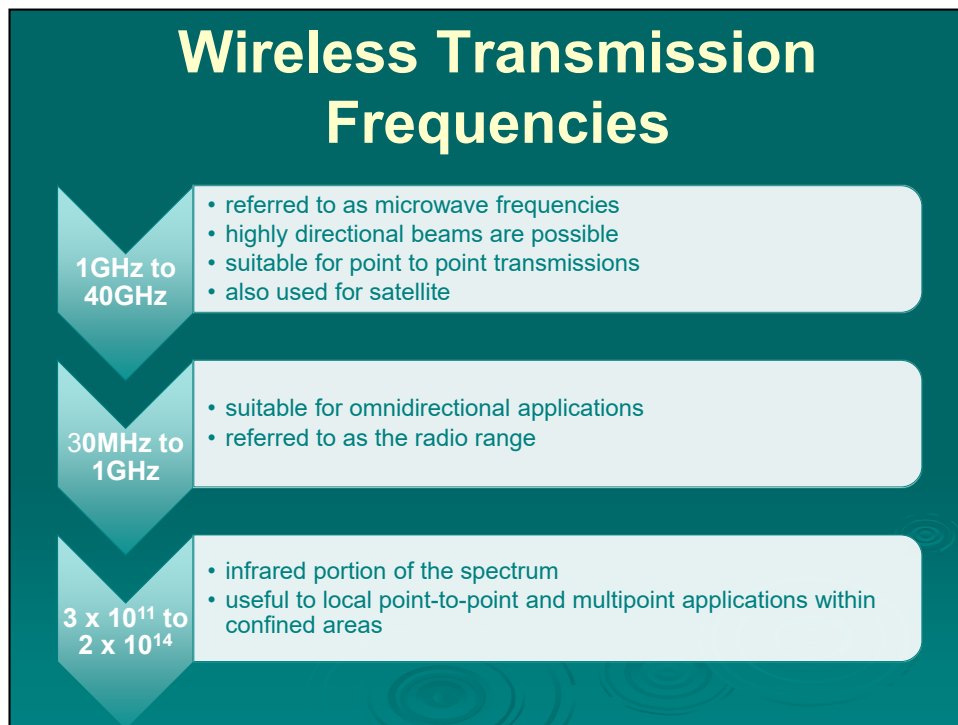 Wireless Transmission
Frequencies
1GHz to
40GHz
• referred to as microwave frequencies
• highly directional beams are possible
• suitable for point to point transmissions
• also used for satellite
30MHz to
1GHz
• suitable for omnidirectional applications
• referred to as the radio range
3 x 10¹¹ to
2 x 10¹⁴
• infrared portion of the spectrum
• useful to local point-to-point and multipoint applications within
confined areas